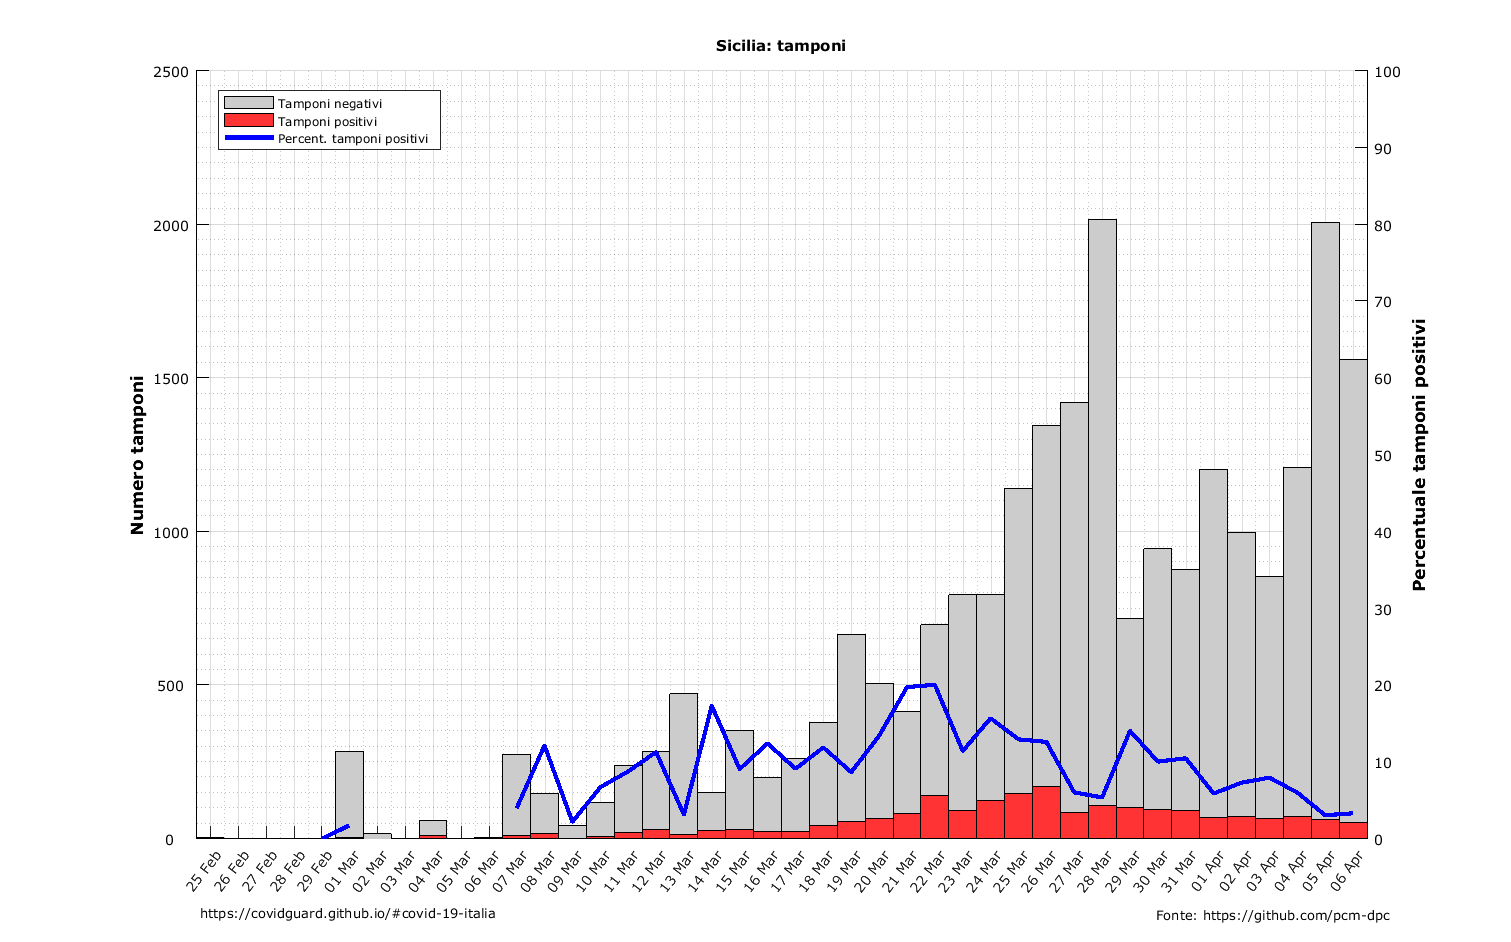 Sicilia: tamponi
2500
2000
1500
1000
500
0
100
90
80
70
60
50
40
30
20
10
0
Tamponi negativi
Tamponi positivi
Percent. tamponi positivi
Numero tamponi
Percentuale tamponi positivi
25 Feb
26 Feb
27 Feb
28 Feb
29 Feb
01 Mar
02 Mar
03 Mar
04 Mar
05 Mar
06 Mar
07 Mar
08 Mar
09 Mar
10 Mar
11 Mar
12 Mar
13 Mar
14 Mar
15 Mar
16 Mar
17 Mar
18 Mar
19 Mar
20 Mar
21 Mar
22 Mar
23 Mar
24 Mar
25 Mar
26 Mar
27 Mar
28 Mar
29 Mar
30 Mar
31 Mar
01 Apr
02 Apr
03 Apr
04 Apr
05 Apr
06 Apr
https://covidguard.github.io/#covid-19-italia
Fonte: https://github.com/pcm-dpc